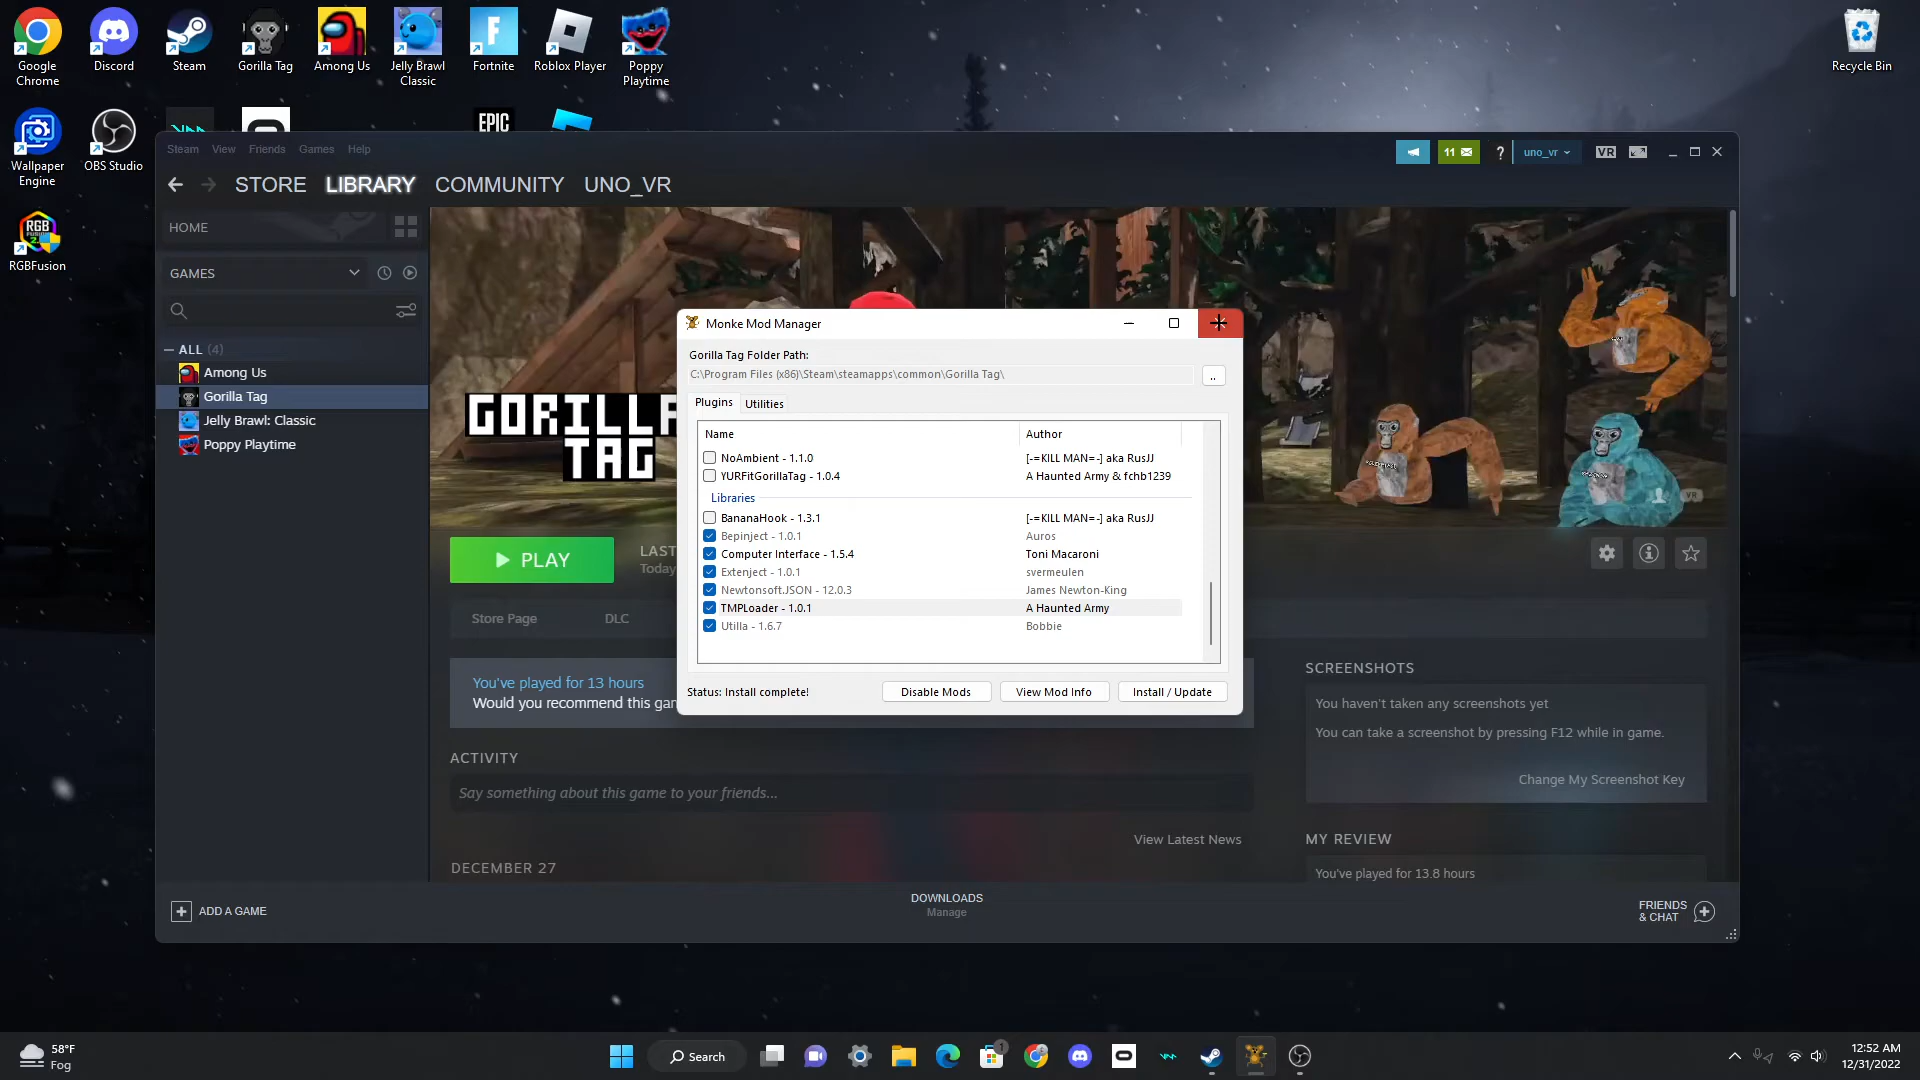 Google Chrome
Discord
Steam
Gorilla Tag
Among Us
Jelly Brawl Classic
Fortnite
Roblox Player
Poppy Playtime
Recycle Bin
Wallpaper Engine
OBS Studio
EPIC
RGB
RGBFusion
Steam View Friends Games Help
11
?
uno_vr
VR
STORE LIBRARY COMMUNITY UNO_VR
HOME
GAMES
ALL (4)
Among Us
Gorilla Tag
Jelly Brawl: Classic
Poppy Playtime
GORILLA
TAG
VR
Monke Mod Manager
Gorilla Tag Folder Path:
C:\Program Files (x86)\Steam\steamapps\common\Gorilla Tag\
..
Plugins Utilities
Name Author
NoAmbient - 1.1.0 [-=KILL MAN=-] aka RusJJ
YURFitGorillaTag - 1.0.4 A Haunted Army & fchb1239
Libraries
BananaHook - 1.3.1 [-=KILL MAN=-] aka RusJJ
Bepinject - 1.0.1 Auros
Computer Interface - 1.5.4 Toni Macaroni
Extenject - 1.0.1 svermeulen
Newtonsoft.JSON - 12.0.3 James Newton-King
TMPLoader - 1.0.1 A Haunted Army
Utilla - 1.6.7 Bobbie
Status: Install complete! Disable Mods View Mod Info Install / Update
PLAY
LAST
Today
Store Page DLC
You've played for 13 hours
Would you recommend this gam
ACTIVITY
Say something about this game to your friends...
View Latest News
DECEMBER 27
SCREENSHOTS
You haven't taken any screenshots yet
You can take a screenshot by pressing F12 while in game.
Change My Screenshot Key
MY REVIEW
You've played for 13.8 hours
ADD A GAME
DOWNLOADS
Manage
FRIENDS
& CHAT
58°F
Fog
Search
1
12:52 AM
12/31/2022